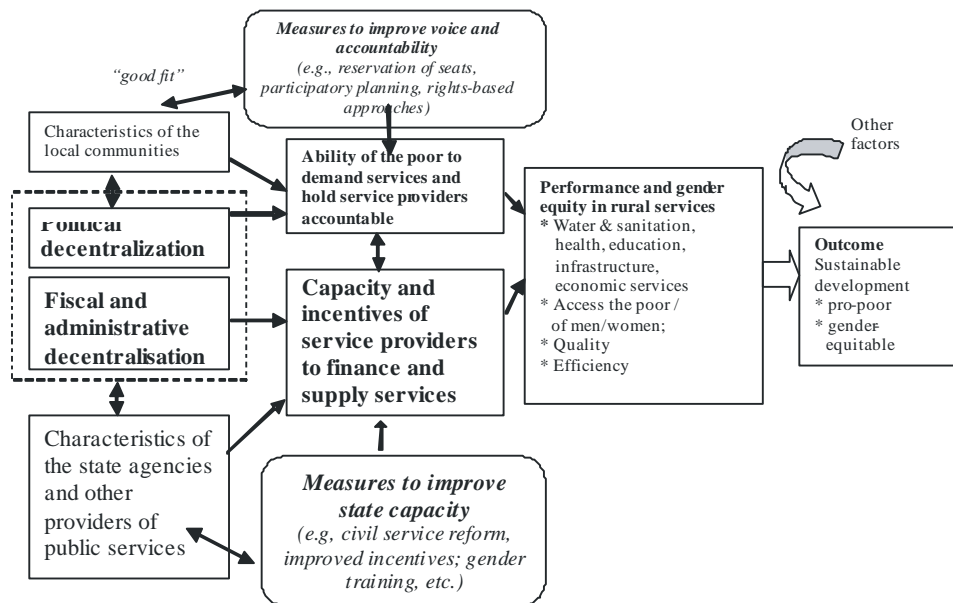 Measures to improve voice and
accountability
(e.g., reservation of seats,
participatory planning, rights-based
approaches)
“good fit”
Characteristics of the
local communities
Ability of the poor to
demand services and
hold service providers
accountable
Political
decentralization
Fiscal and
administrative
decentralisation
Capacity and
incentives of
service providers
to finance and
supply services
Characteristics of
the state agencies
and other
providers of
public services
Measures to improve
state capacity
(e.g, civil service reform,
improved incentives; gender
training, etc.)
Performance and gender
equity in rural services
* Water & sanitation,
health, education,
infrastructure,
economic services
* Access the poor /
of men/women;
* Quality
* Efficiency
Other
factors
Outcome
Sustainable
development
* pro-poor
* gender-
equitable